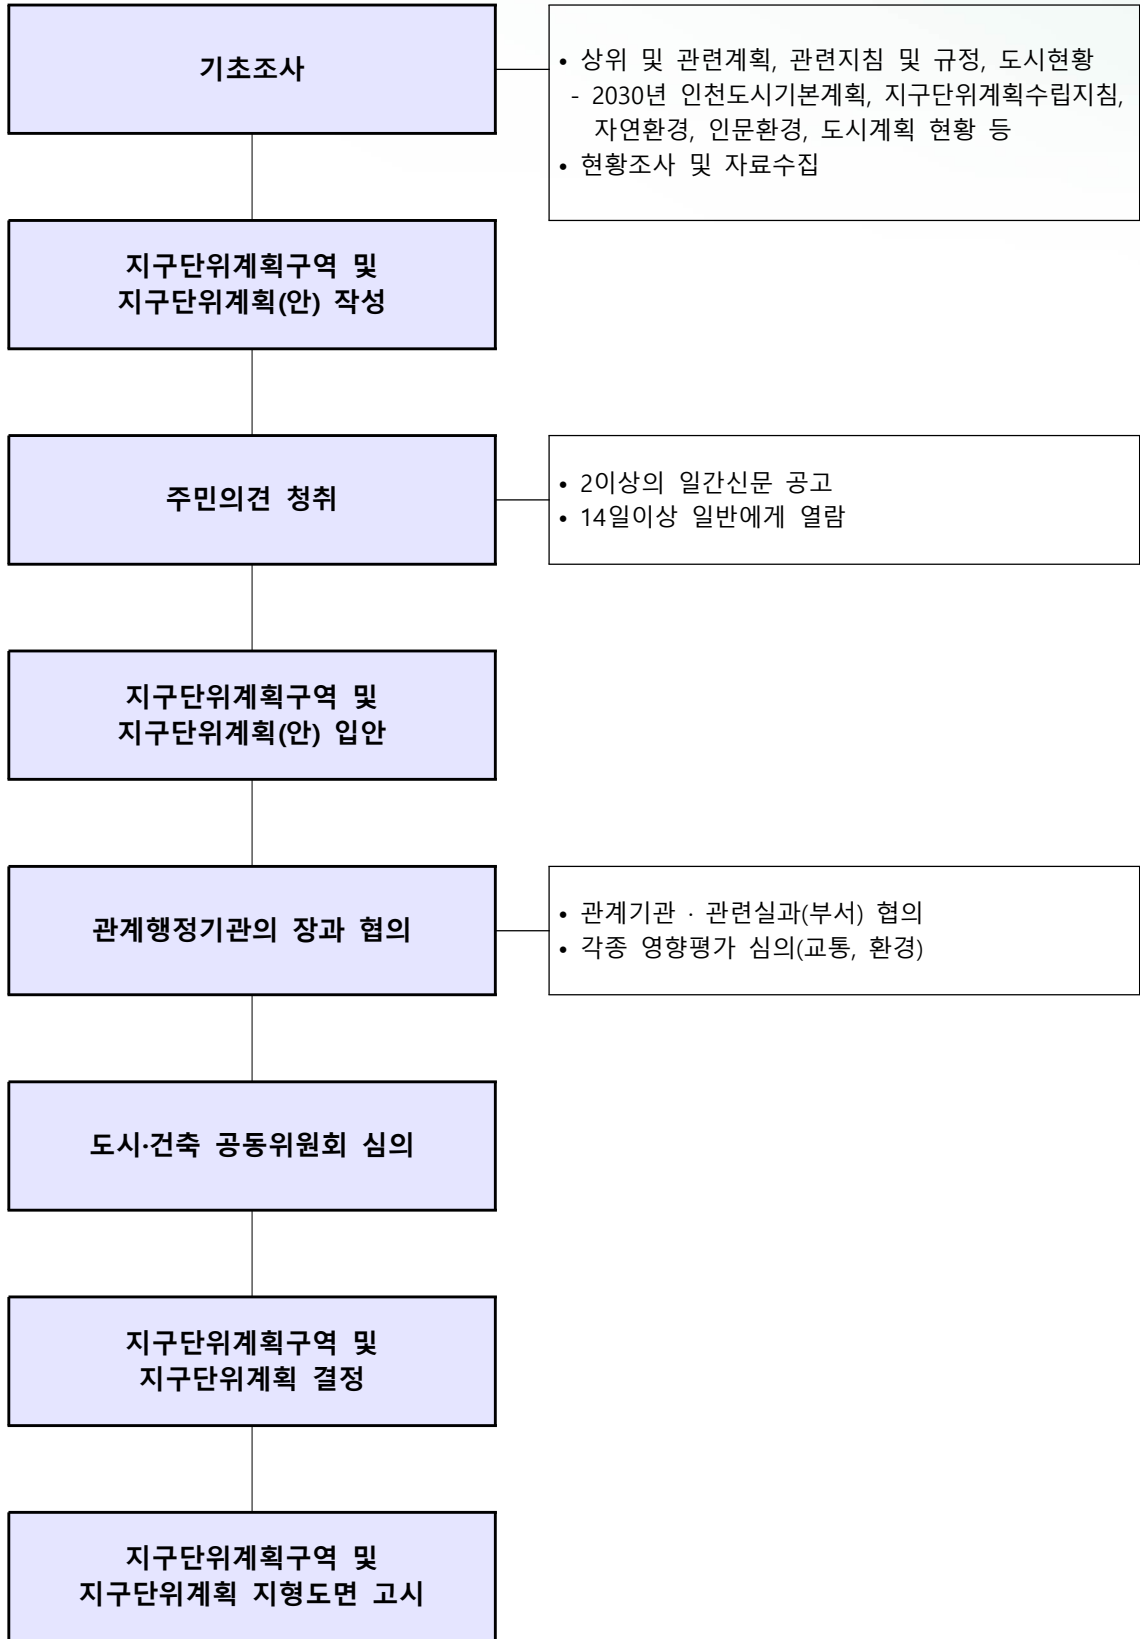 기초조사
• 상위 및 관련계획, 관련지침 및 규정, 도시현황
- 2030년 인천도시기본계획, 지구단위계획수립지침,
자연환경, 인문환경, 도시계획 현황 등
• 현황조사 및 자료수집
지구단위계획구역 및
지구단위계획(안) 작성
주민의견 청취
• 2이상의 일간신문 공고
• 14일이상 일반에게 열람
지구단위계획구역 및
지구단위계획(안) 입안
관계행정기관의 장과 협의
• 관계기관 · 관련실과(부서) 협의
• 각종 영향평가 심의(교통, 환경)
도시·건축 공동위원회 심의
지구단위계획구역 및
지구단위계획 결정
지구단위계획구역 및
지구단위계획 지형도면 고시